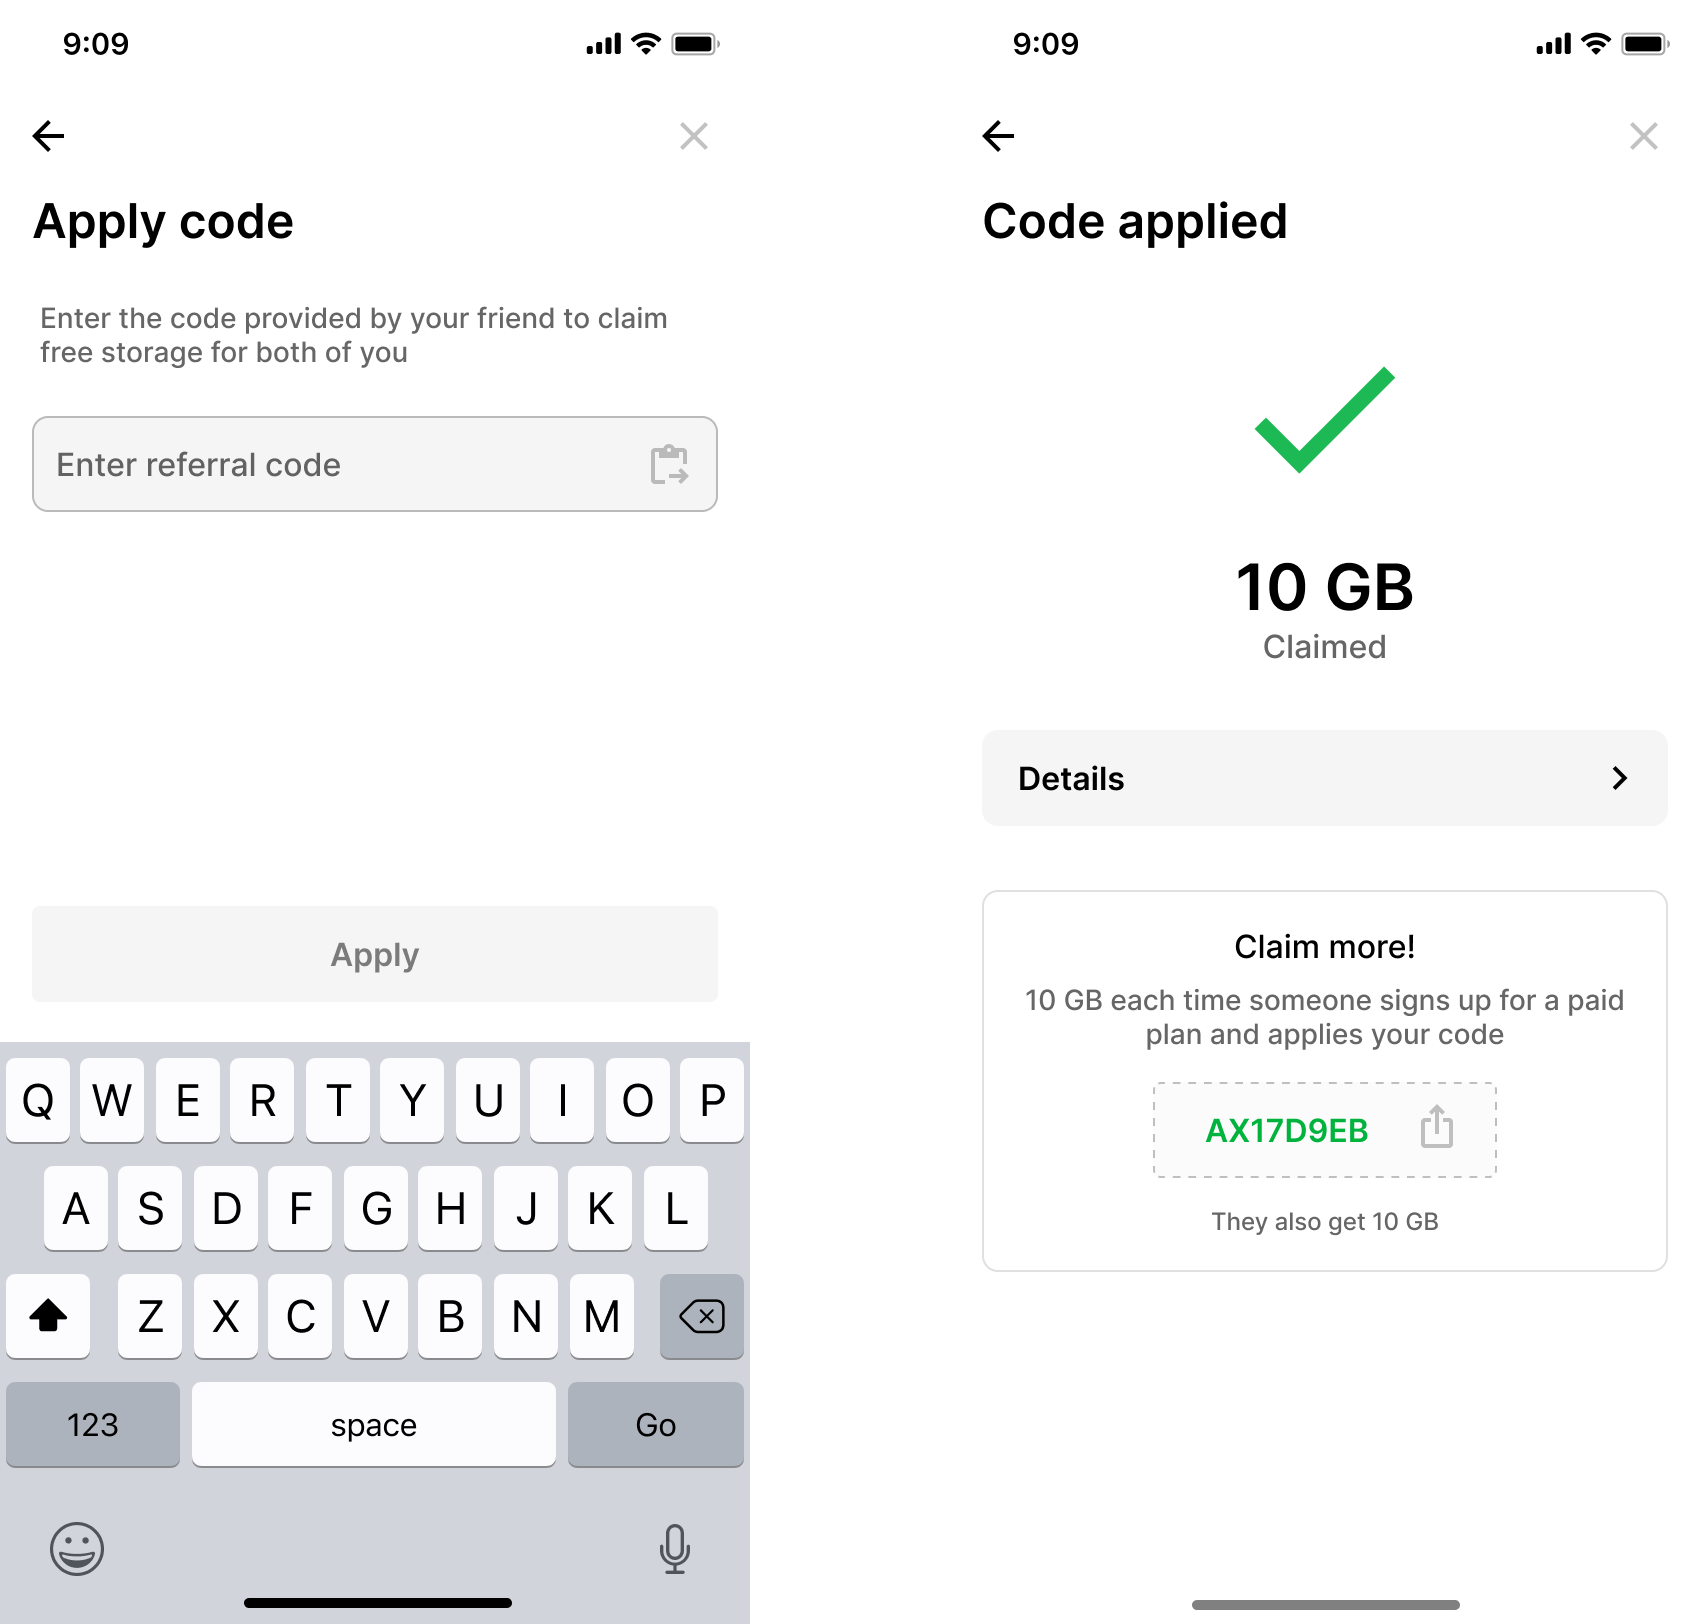 9:09
Apply code
Enter the code provided by your friend to claim
free storage for both of you
Enter referral code
Apply
Q W E R T Y U I O P
A S D F G H J K L
Z X C V B N M
123 space Go
9:09
Code applied
10 GB
Claimed
Details
Claim more!
10 GB each time someone signs up for a paid
plan and applies your code
AX17D9EB
They also get 10 GB